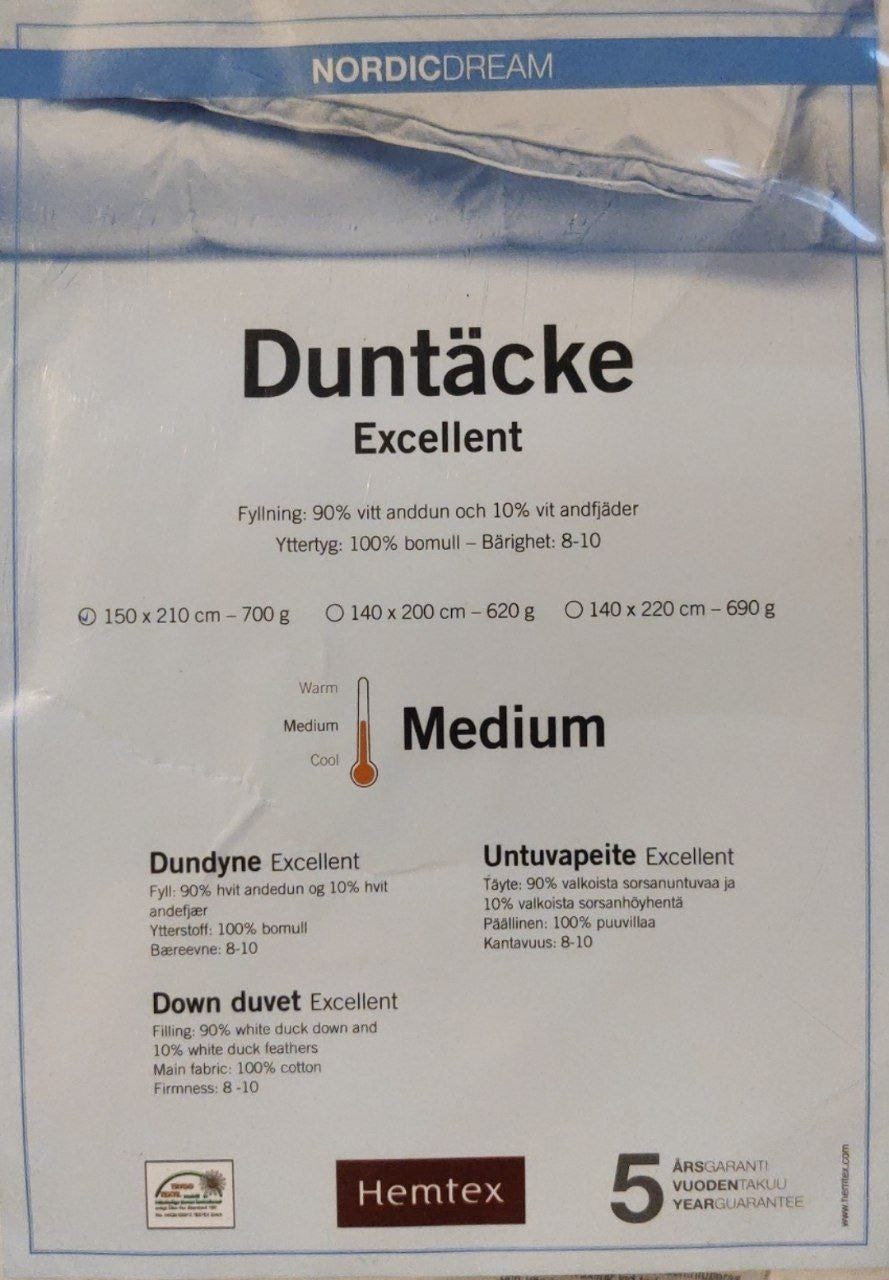 NORDICDREAM
Duntäcke
Excellent
Fyllning: 90% vitt anddun och 10% vit andfjäder
Yttertyg: 100% bomull – Bärighet: 8-10
150 x 210 cm – 700 g 140 x 200 cm – 620 g 140 x 220 cm – 690 g
Warm
Medium
Cool
Medium
Dundyne Excellent
Fyll: 90% hvit andedun og 10% hvit
andefjær
Ytterstoff: 100% bomull
Bæreevne: 8-10
Untuvapeite Excellent
Täyte: 90% valkoista sorsanuntuvaa ja
10% valkoista sorsanhöyhentä
Päällinen: 100% puuvillaa
Kantavuus: 8-10
Down duvet Excellent
Filling: 90% white duck down and
10% white duck feathers
Main fabric: 100% cotton
Firmness: 8 -10
Hemtex
5 ÅRSGARANTI
VUODENTAKUU
YEARGUARANTEE
www.hemtex.com